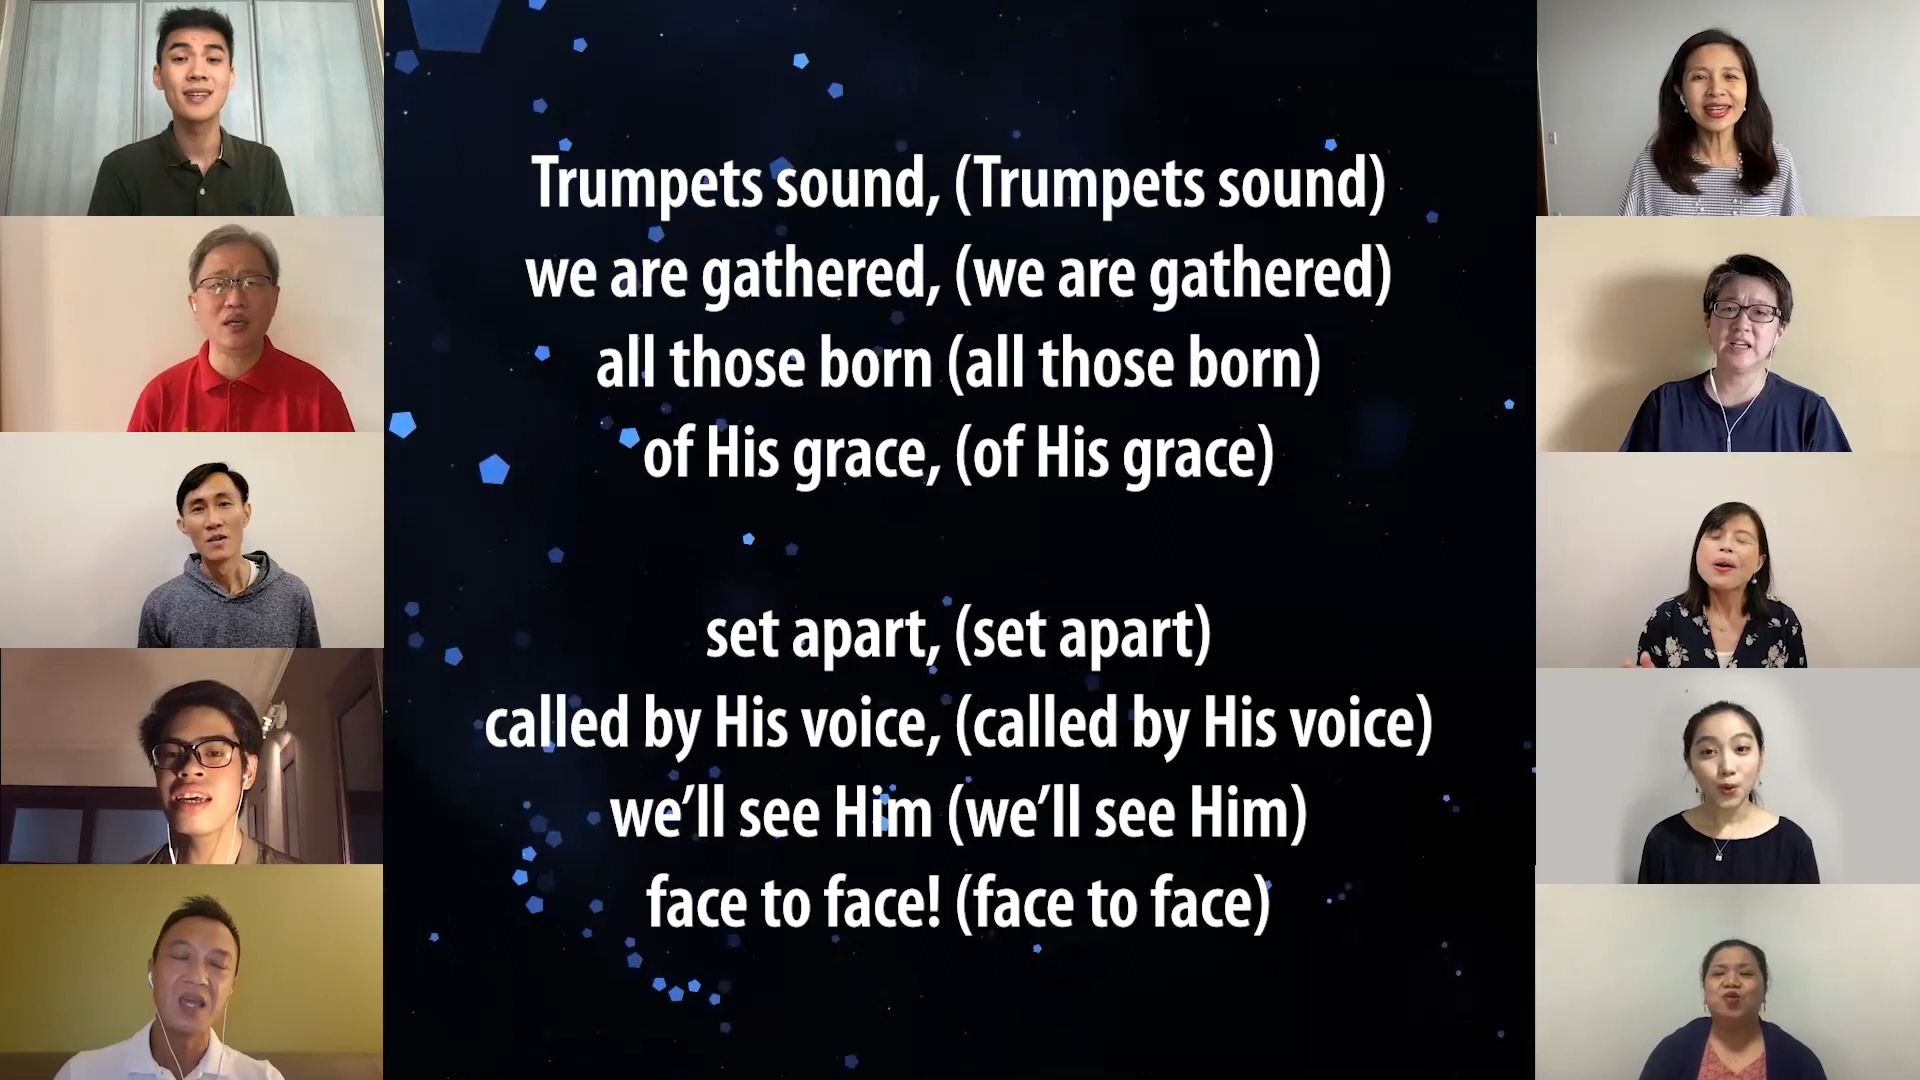 Trumpets sound, (Trumpets sound)
we are gathered, (we are gathered)
all those born (all those born)
of His grace, (of His grace)
set apart, (set apart)
called by His voice, (called by His voice)
we’ll see Him (we’ll see Him)
face to face! (face to face)